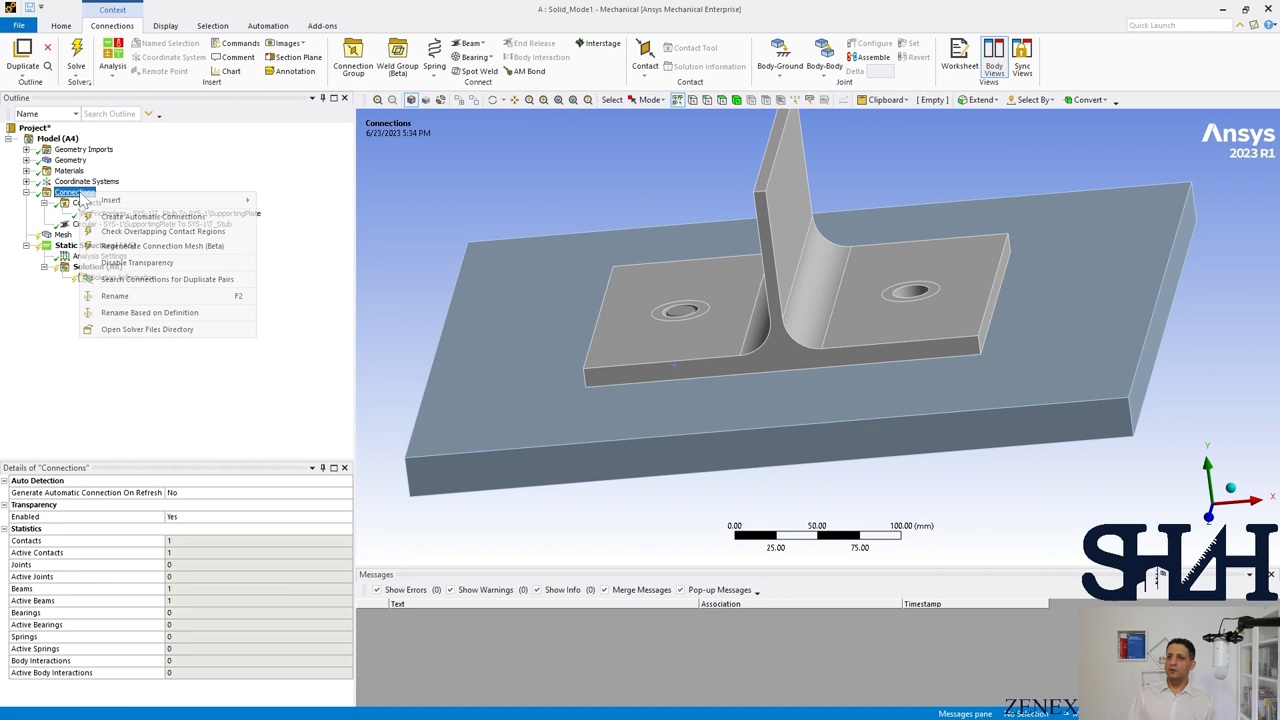 Context
A : Solid_Mode1 - Mechanical [Ansys Mechanical Enterprise]
File Home Connections Display Selection Automation Add-ons
Quick Launch
Duplicate
Outline
Solve
Solver
Analysis
Named Selection
Coordinate System
Remote Point
Commands
Comment
Chart
Images
Section Plane
Annotation
Insert
Connection Group
Weld Group (Beta)
Spring
Beam
Bearing
Spot Weld
End Release
Body Interaction
AM Bond
Connect
Interstage
Contact
Contact Tool
Solution Information
Contact
Body-Ground
Body-Body
Configure
Assemble
Delta
Set
Revert
Joint
Worksheet
Body Views
Sync Views
Views
Outline
Name
Search Outline
Select Mode
Clipboard [ Empty ] Extend Select By Convert
Project*
Model (A4)
Geometry Imports
Geometry
Materials
Coordinate Systems
Connections
Mesh
Insert
Create Automatic Connections
Check Overlapping Contact Regions
Regenerate Connection Mesh (Beta)
Disable Transparency
Search Connections for Duplicate Pairs
Rename F2
Rename Based on Definition
Open Solver Files Directory
Connections
6/23/2023 5:34 PM
Ansys
2023 R1
Y
X
Z
0.00 50.00 100.00 (mm)
25.00 75.00
Details of "Connections"
Auto Detection
Generate Automatic Connection On Refresh No
Transparency
Enabled Yes
Statistics
Contacts 1
Active Contacts 1
Joints 0
Active Joints 0
Beams 1
Active Beams 1
Bearings 0
Active Bearings 0
Springs 0
Active Springs 0
Body Interactions 0
Active Body Interactions 0
Messages
Show Errors (0) Show Warnings (0) Show Info (0) Merge Messages Pop-up Messages
Text Association Timestamp
Messages pane No Selection
ZENEX